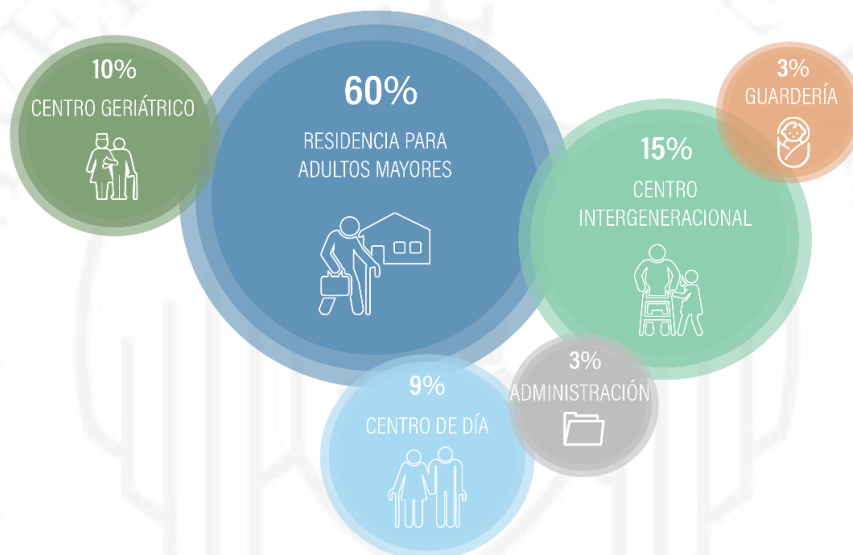 10%
CENTRO GERIÁTRICO
60%
RESIDENCIA PARA
ADULTOS MAYORES
3%
GUARDERÍA
15%
CENTRO
INTERGENERACIONAL
9%
CENTRO DE DÍA
3%
ADMINISTRACIÓN